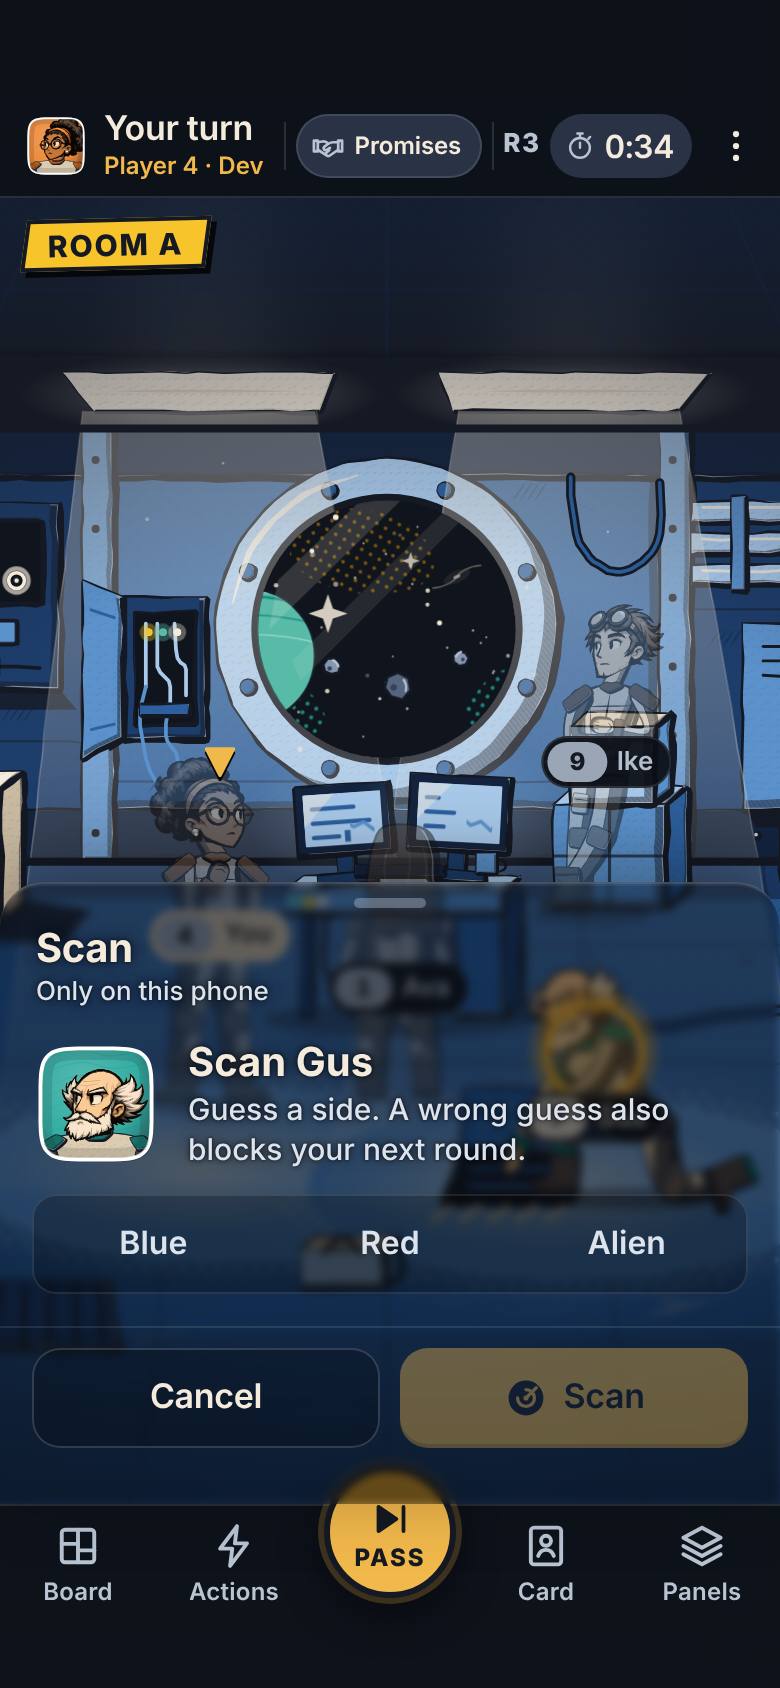 Your turn
Player 4 · Dev
Promises
R3
0:34
ROOM A
9 Ike
4 You
Scan
Only on this phone
Scan Gus
Guess a side. A wrong guess also
blocks your next round.
Blue
Red
Alien
Cancel
Scan
PASS
Board
Actions
Card
Panels